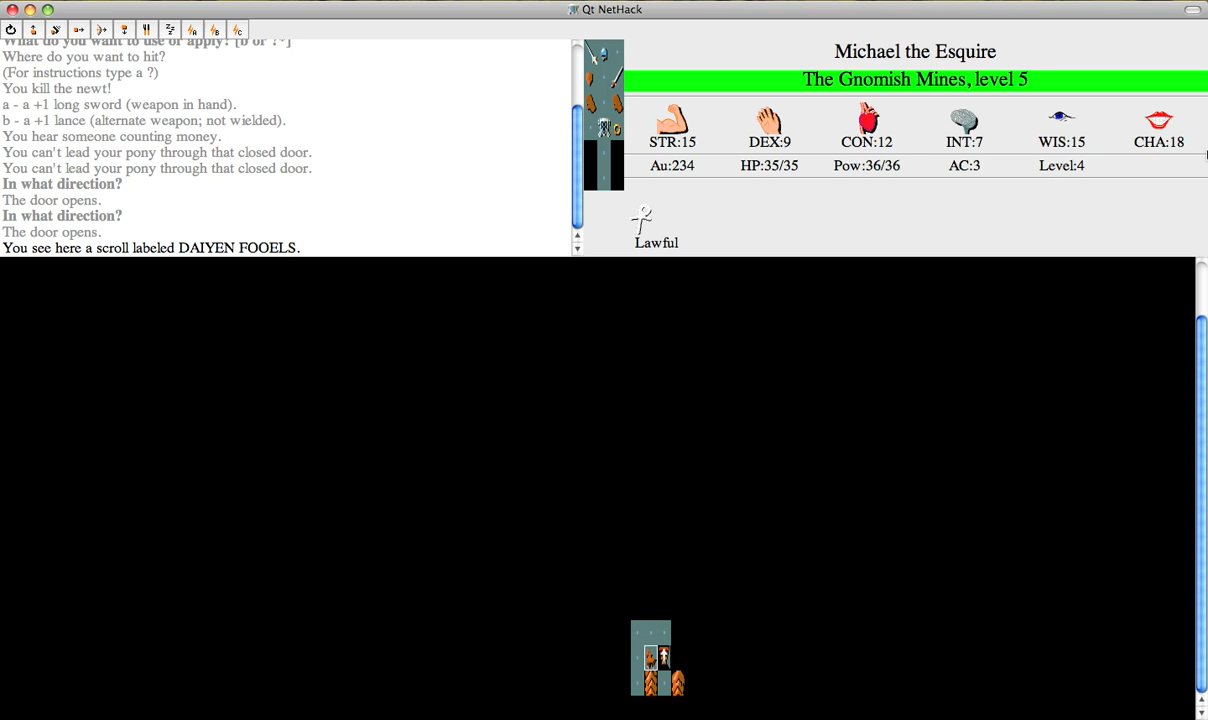 Qt NetHack
What do you want to use or apply? [b or ?*]
Where do you want to hit?
(For instructions type a ?)
You kill the newt!
a - a +1 long sword (weapon in hand).
b - a +1 lance (alternate weapon; not wielded).
You hear someone counting money.
You can't lead your pony through that closed door.
You can't lead your pony through that closed door.
In what direction?
The door opens.
In what direction?
The door opens.
You see here a scroll labeled DAIYEN FOOELS.
Michael the Esquire
The Gnomish Mines, level 5
STR:15 DEX:9 CON:12 INT:7 WIS:15 CHA:18
Au:234 HP:35/35 Pow:36/36 AC:3 Level:4
Lawful